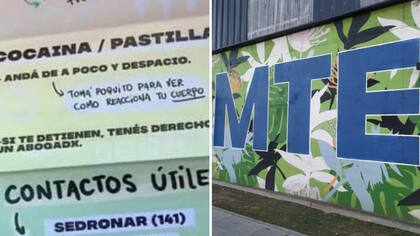 COCAINA / PASTILLA
ANDÁ DE A POCO Y DESPACIO.
TOMÁ POQUITO PARA VER
COMO REACCIONA TU CUERPO
-SI TE DETIENEN, TENÉS DERECHO
UN ABOGADX.
CONTACTOS ÚTILE
SEDRONAR (141)
MTE